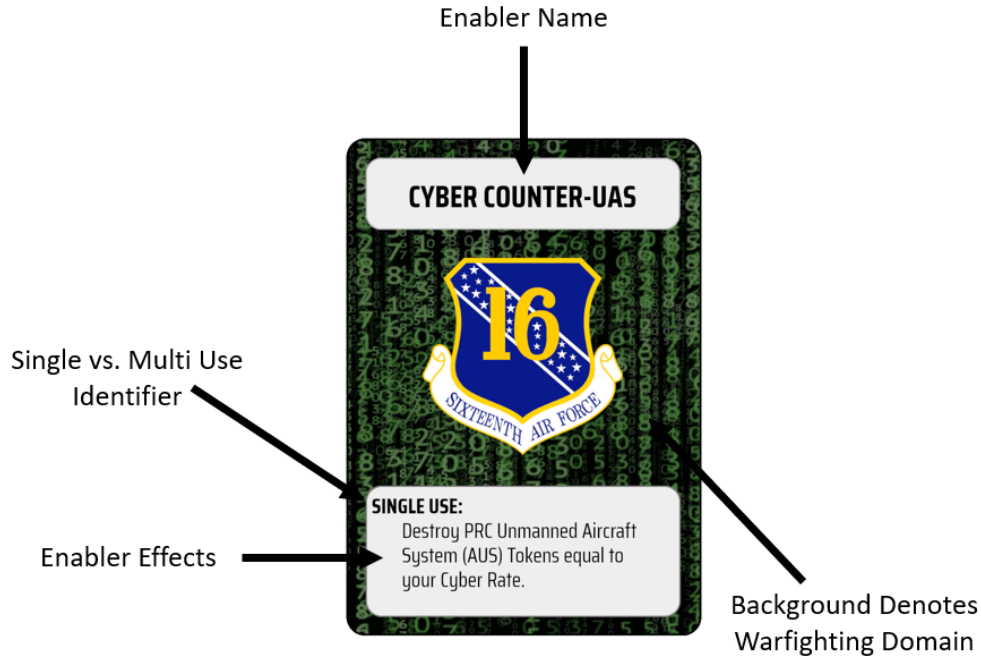 Enabler Name
CYBER COUNTER-UAS
16
SIXTEENTH AIR FORCE
Single vs. Multi Use
Identifier
SINGLE USE:
Destroy PRC Unmanned Aircraft
System (AUS) Tokens equal to
your Cyber Rate.
Enabler Effects
Background Denotes
Warfighting Domain